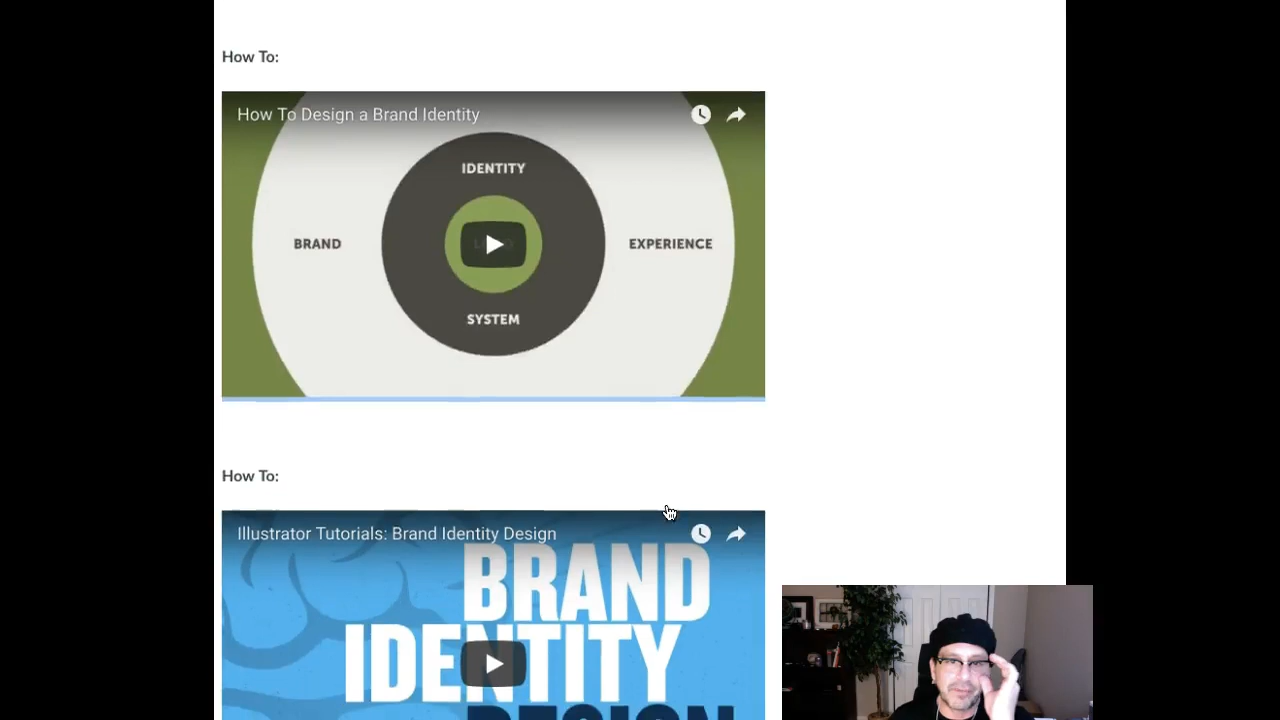 How To:
How To Design a Brand Identity
IDENTITY
BRAND
EXPERIENCE
SYSTEM
How To:
Illustrator Tutorials: Brand Identity Design
BRAND
IDENTITY
DESIGN